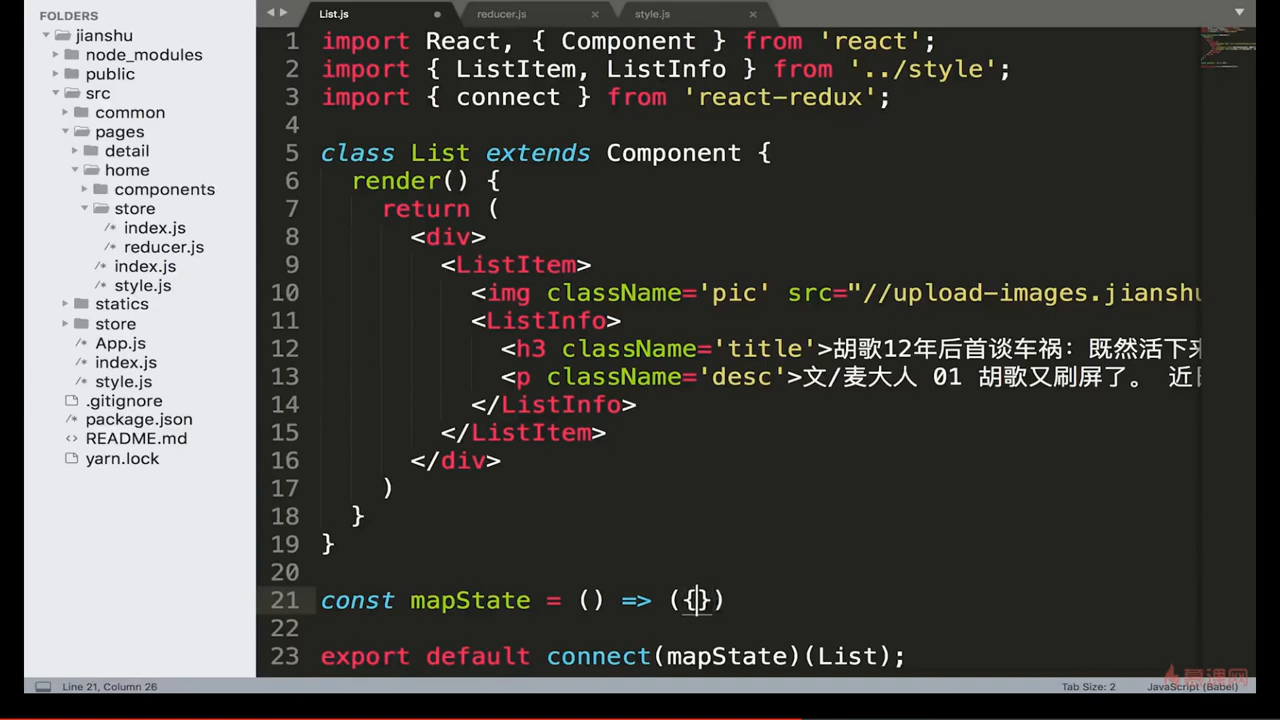 FOLDERS
jianshu
node_modules
public
src
common
pages
detail
home
components
store
index.js
reducer.js
index.js
style.js
statics
store
App.js
index.js
style.js
.gitignore
package.json
README.md
yarn.lock
List.js
reducer.js
style.js
1 import React, { Component } from 'react';
2 import { ListItem, ListInfo } from '../style';
3 import { connect } from 'react-redux';
4
5 class List extends Component {
6 render() {
7 return (
8 <div>
9 <ListItem>
10 <img className='pic' src="//upload-images.jianshu
11 <ListInfo>
12 <h3 className='title'>胡歌12年后首谈车祸：既然活下来
13 <p className='desc'>文/麦大人 01 胡歌又刷屏了。 近日
14 </ListInfo>
15 </ListItem>
16 </div>
17 )
18 }
19 }
20
21 const mapState = () => ({})
22
23 export default connect(mapState)(List);
Line 21, Column 26
Tab Size: 2
JavaScript (Babel)
慕课网